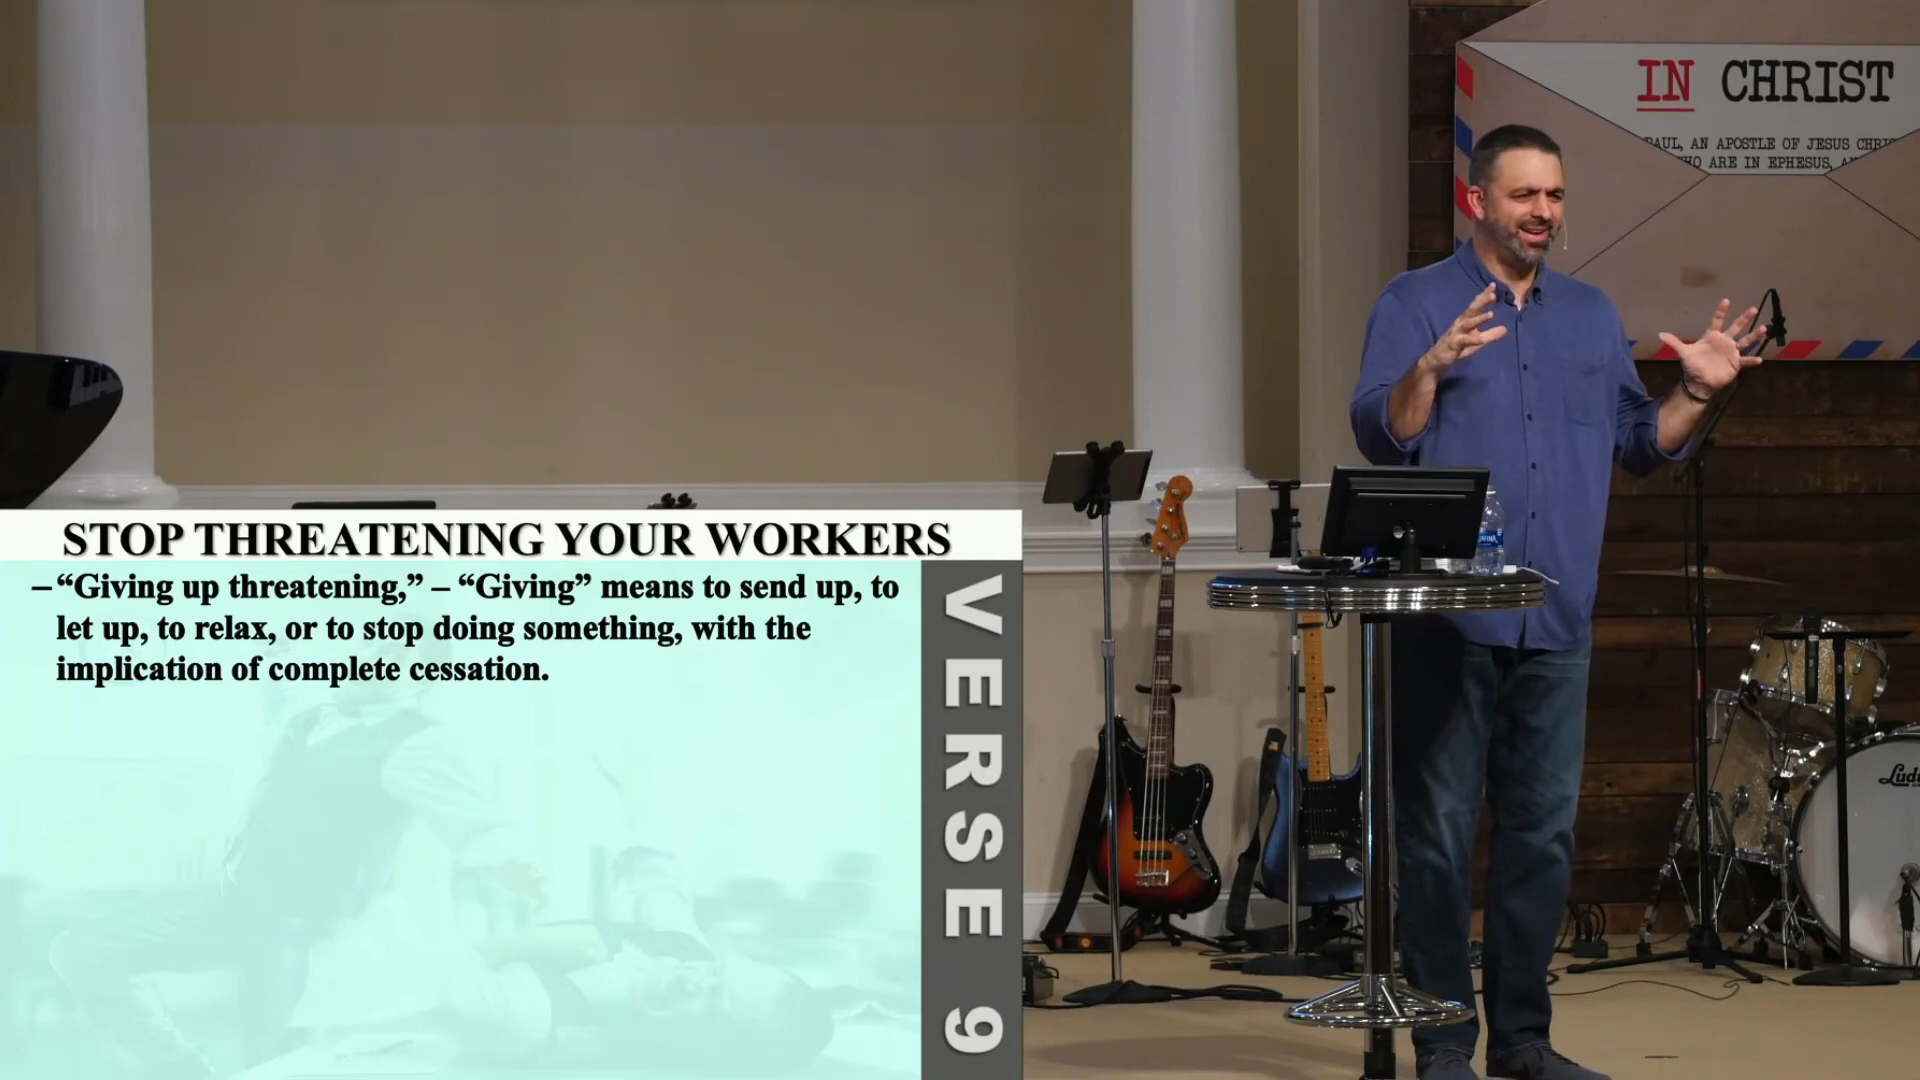 IN CHRIST
PAUL, AN APOSTLE OF JESUS
WHO ARE IN EPHESUS,
STOP THREATENING YOUR WORKERS
– “Giving up threatening,” – “Giving” means to send up, to
let up, to relax, or to stop doing something, with the
implication of complete cessation.
VERSE 9